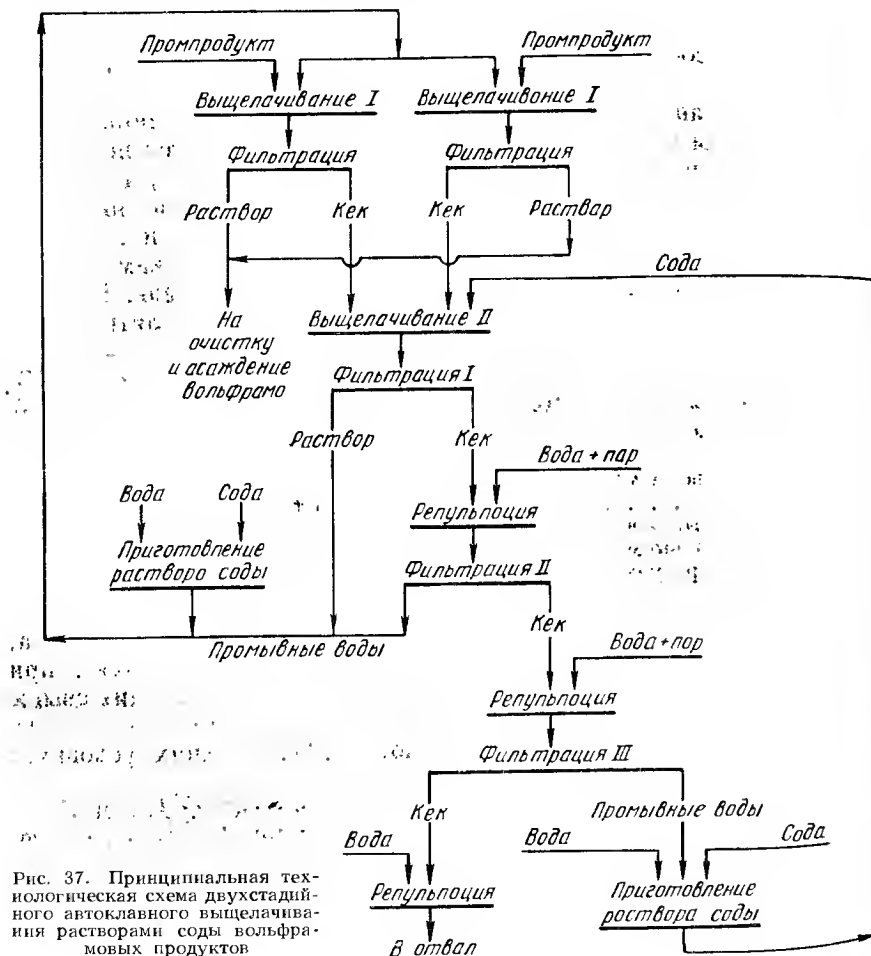 Промпродукт
Промпродукт
Выщелачивание I
Выщелачивоние I
Фильтрация
Фильтрация
Раствор
Кек
Кек
Раствар
Сода
На
очистку
и асаждение
вольфрамо
Выщелачивание II
Фильтрация I
Раствор
Кек
Вода + пар
Вода
Сода
Репульпоция
Приготовление
растворо соды
Фильтрация II
Кек
Промывные воды
Вода+пор
Репульпоция
Фильтрация III
Кек
Промывные воды
Вода
Вода
Сода
Репульпоция
Приготовление
роствора соды
В отвал
Рис. 37. Принципиальная тех-
нологическая схема двухстадий-
ного автоклавного выщелачива-
ния растворами соды вольфра-
мовых продуктов